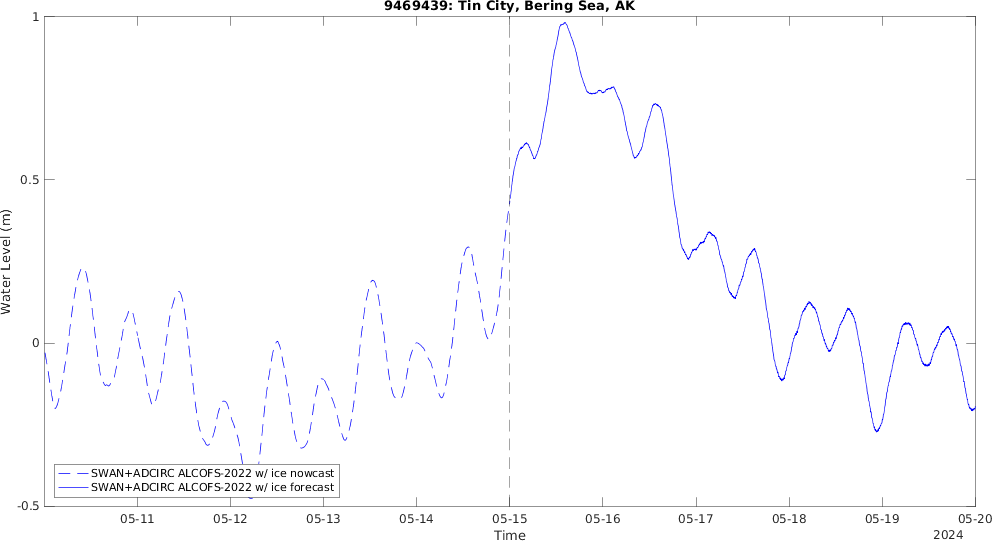 9469439: Tin City, Bering Sea, AK
1
0.5
0
-0.5
Water Level (m)
SWAN+ADCIRC ALCOFS-2022 w/ ice nowcast
SWAN+ADCIRC ALCOFS-2022 w/ ice forecast
05-11 05-12 05-13 05-14 05-15 05-16 05-17 05-18 05-19 05-20
Time
2024